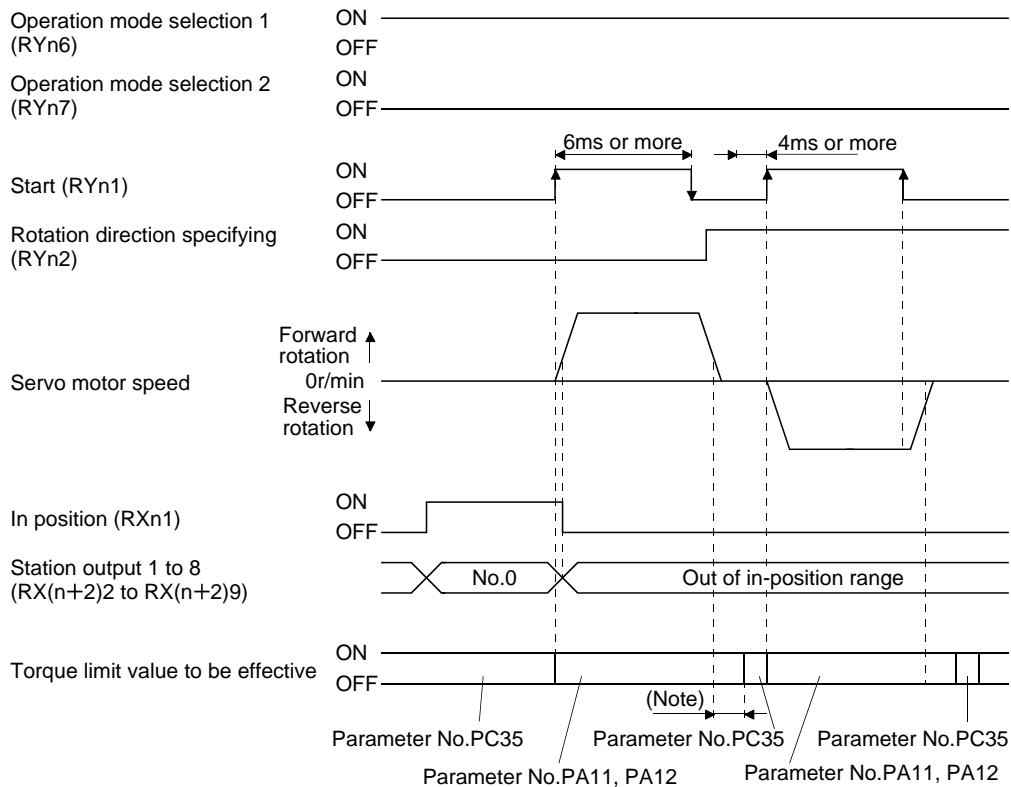 Operation mode selection 1
(RYn6)
ON
OFF
Operation mode selection 2
(RYn7)
ON
OFF
6ms or more
4ms or more
Start (RYn1)
ON
OFF
Rotation direction specifying
(RYn2)
ON
OFF
Servo motor speed
Forward
rotation
0r/min
Reverse
rotation
In position (RXn1)
ON
OFF
Station output 1 to 8
(RX(n+2)2 to RX(n+2)9)
No.0
Out of in-position range
Torque limit value to be effective
ON
OFF
(Note)
Parameter No.PC35
Parameter No.PC35
Parameter No.PC35
Parameter No.PA11, PA12
Parameter No.PA11, PA12